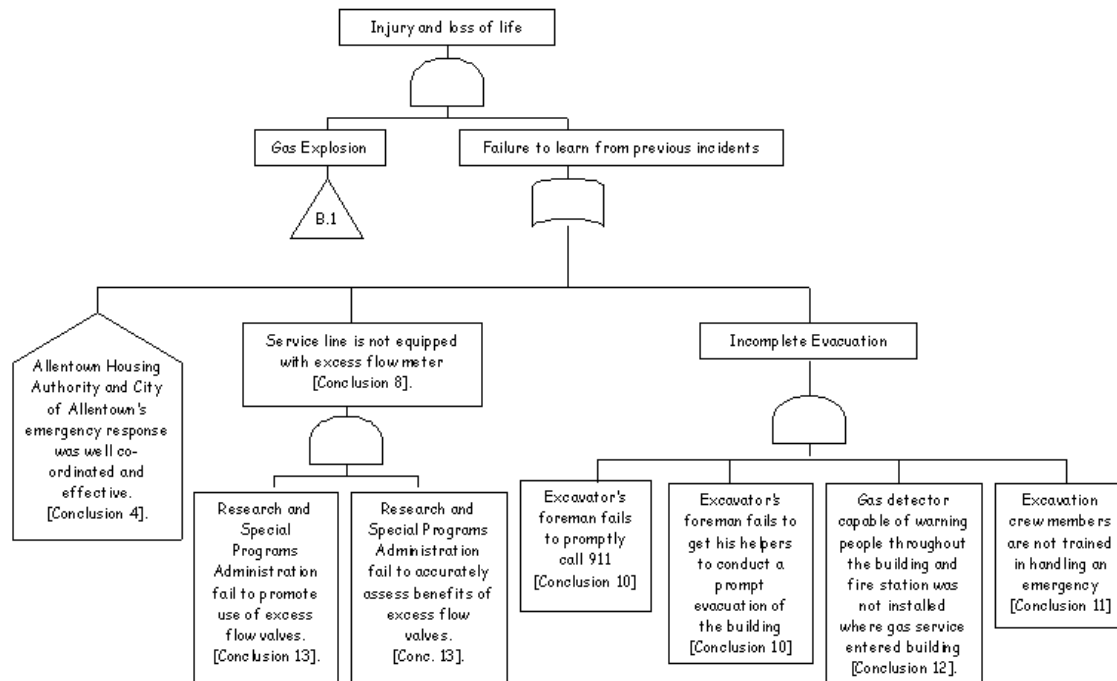 Injury and loss of life
Gas Explosion
Failure to learn from previous incidents
B.1
Allentown Housing
Authority and City
of Allentown's
emergency response
was well co-
ordinated and
effective.
[Conclusion 4].
Service line is not equipped
with excess flow meter
[Conclusion 8].
Incomplete Evacuation
Research and
Special
Programs
Administration
fail to promote
use of excess
flow valves.
[Conclusion 13].
Research and
Special Programs
Administration
fail to accurately
assess benefits of
excess flow
valves.
[Conc. 13].
Excavator's
foreman fails
to promptly
call 911
[Conclusion 10]
Excavator's
foreman fails to
get his helpers
to conduct a
prompt
evacuation of
the building
[Conclusion 10]
Gas detector
capable of warning
people throughout
the building and
fire station was
not installed
where gas service
entered building
[Conclusion 12].
Excavation
crew members
are not trained
in handling an
emergency
[Conclusion 11]